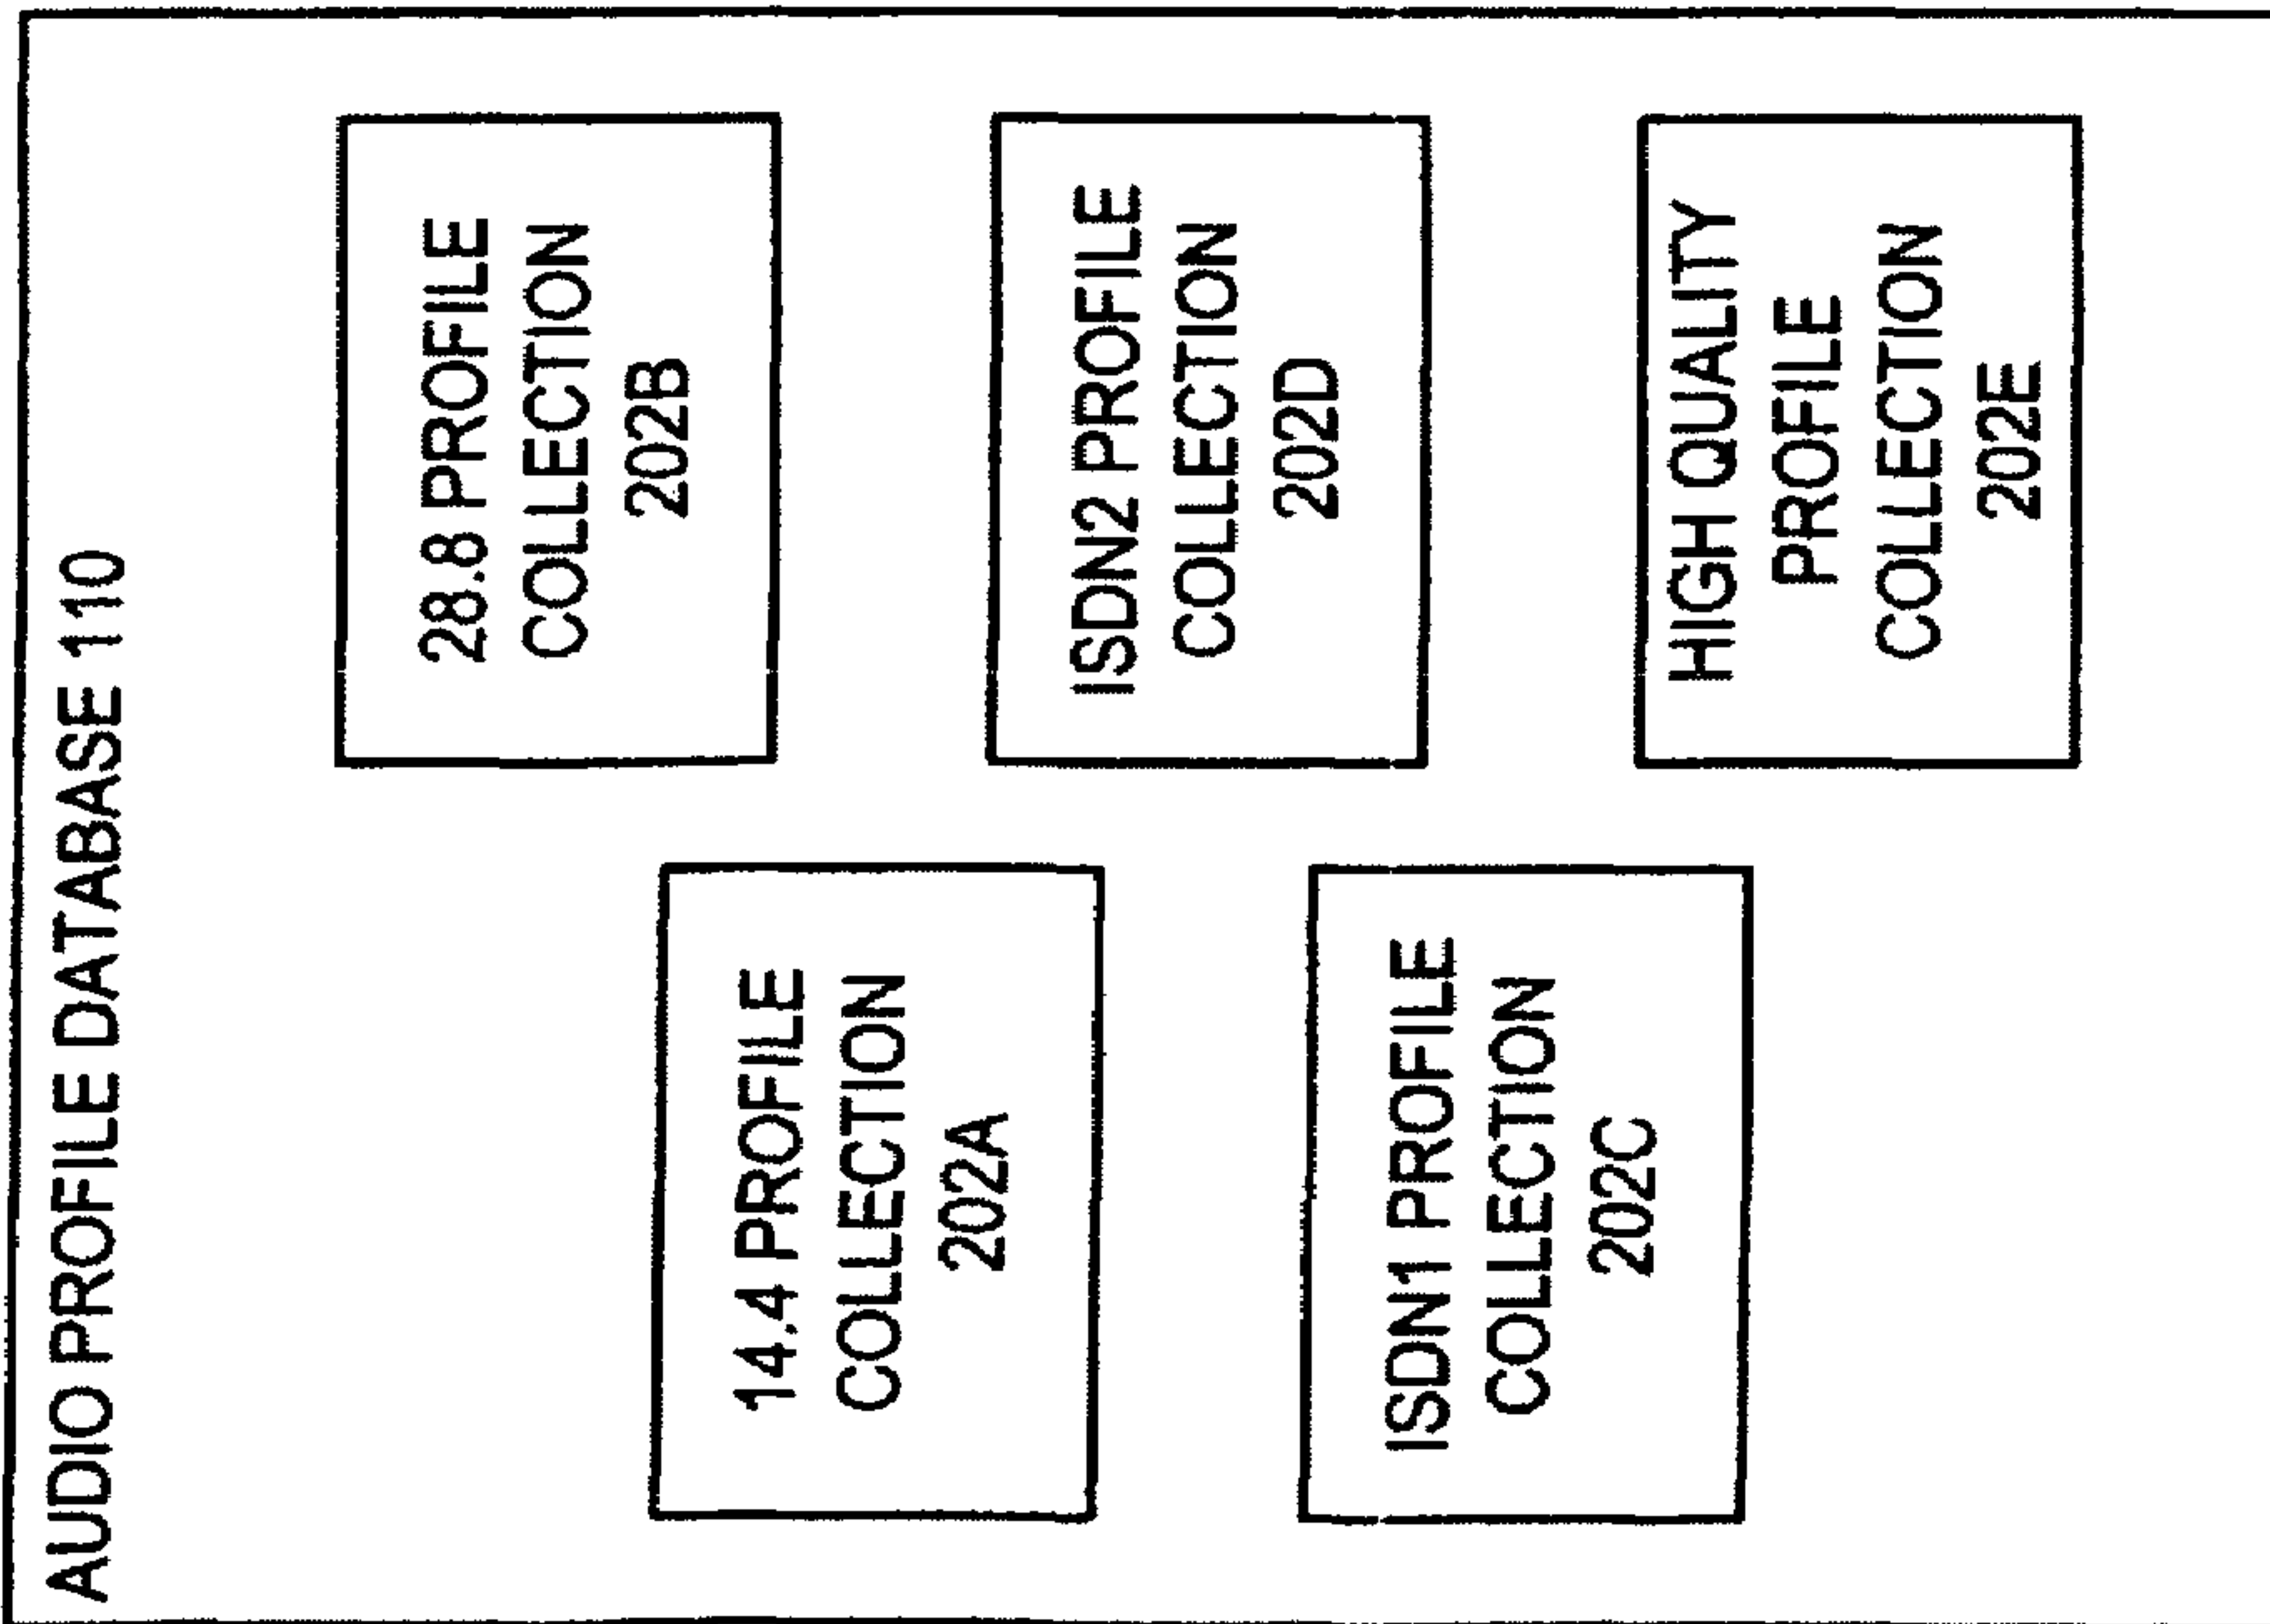 AUDIO PROFILE DATABASE 110
14.4 PROFILE
COLLECTION
202A
28.8 PROFILE
COLLECTION
202B
ISDN1 PROFILE
COLLECTION
202C
ISDN2 PROFILE
COLLECTION
202D
HIGH QUALITY
PROFILE
COLLECTION
202E